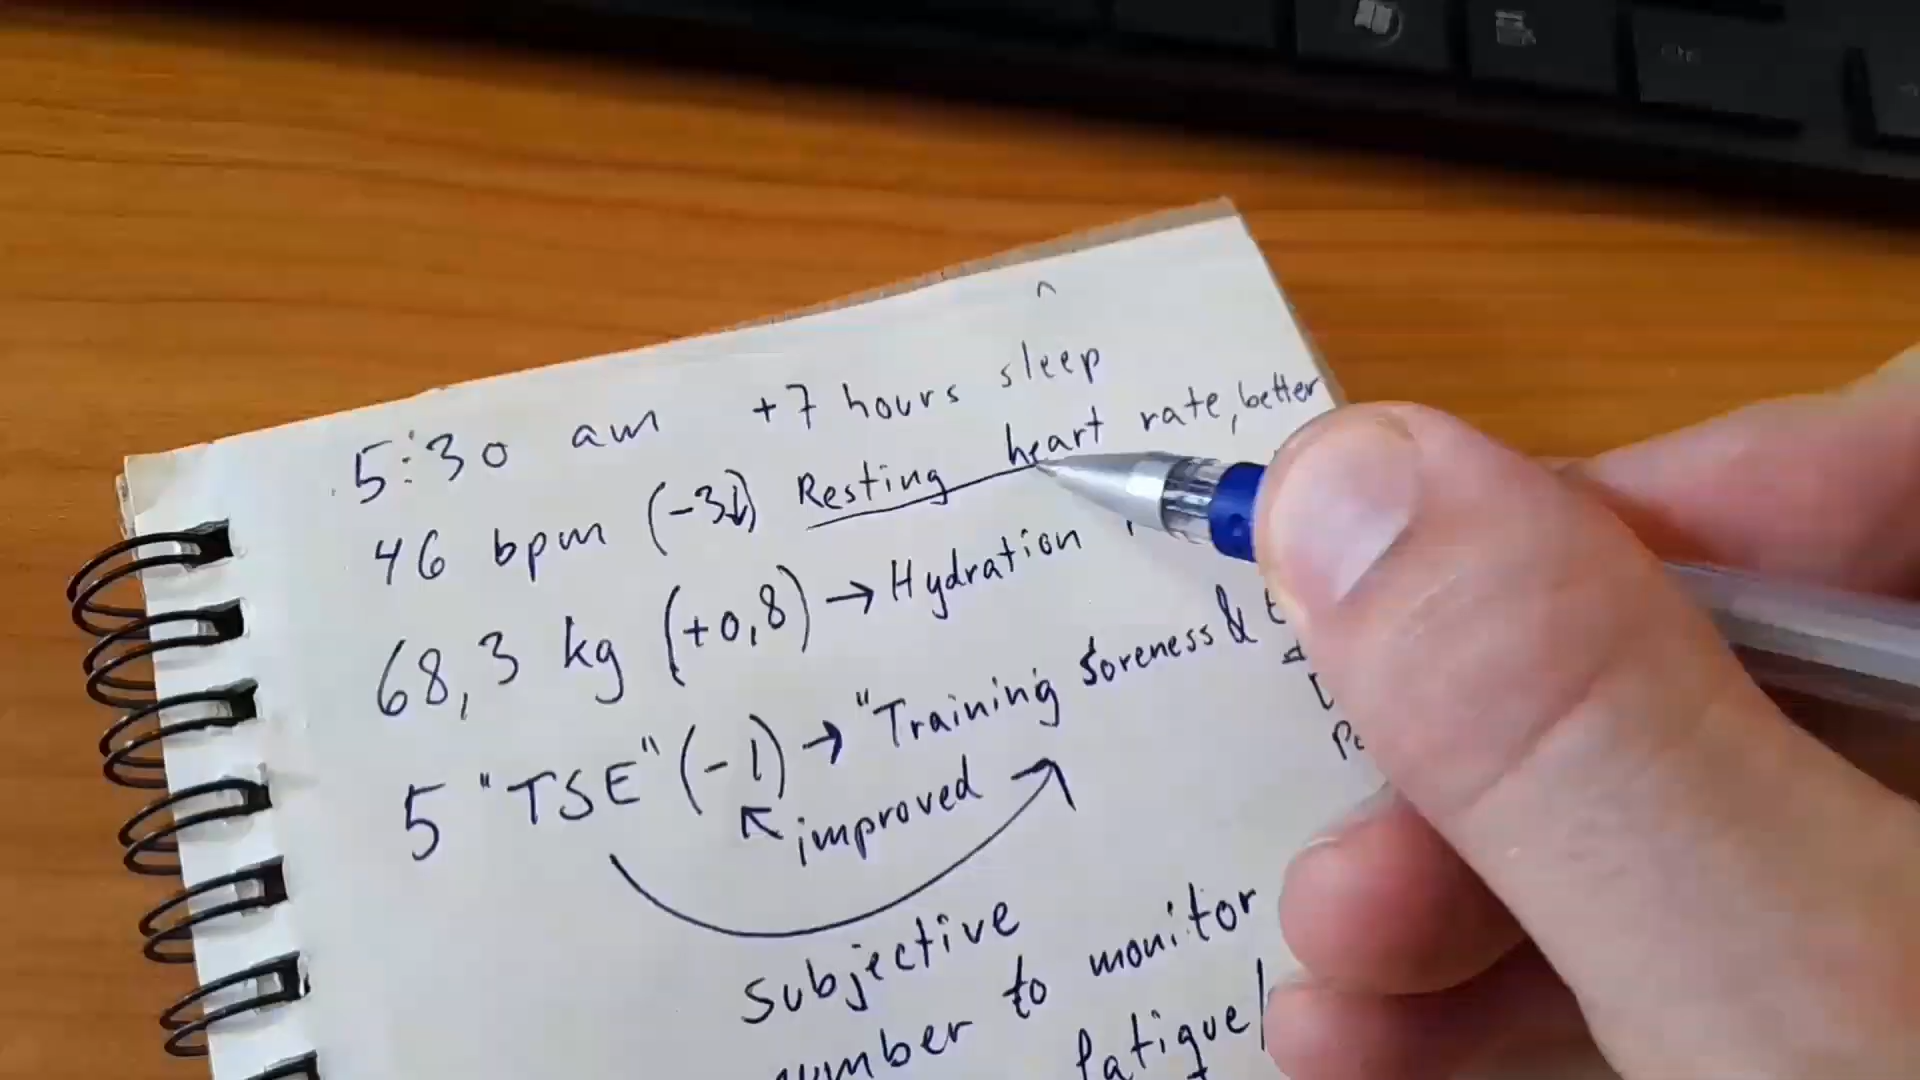 5:30 am +7 hours sleep
46 bpm (-3↓) Resting heart rate, better
68,3 kg (+0,8) → Hydration
5 "TSE" (-1) → "Training Soreness &
improved
Subjective
number to monitor
fatigue/